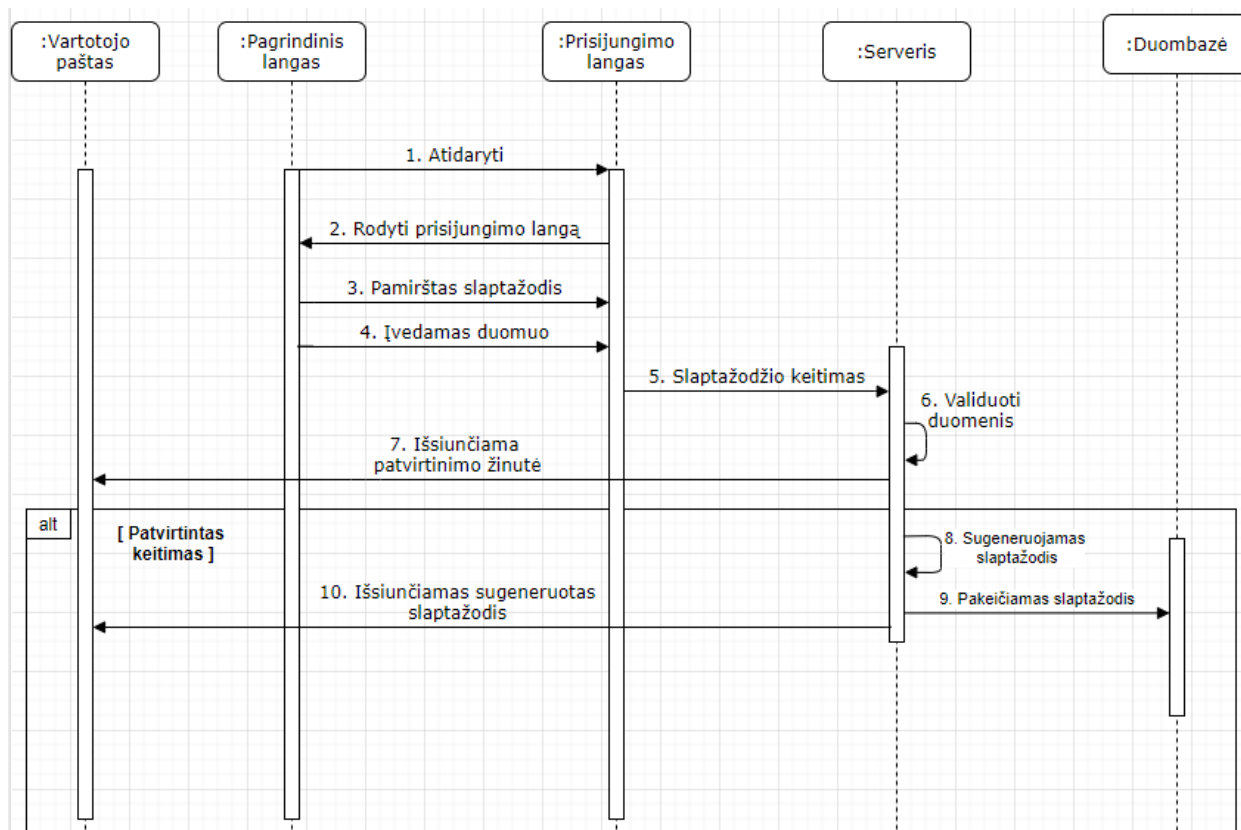 :Vartotojo
paštas
:Pagrindinis
langas
:Prisijungimo
langas
:Serveris
:Duombazė
1. Atidaryti
2. Rodyti prisijungimo langą
3. Pamirštas slaptažodis
4. Įvedamas duomuo
5. Slaptažodžio keitimas
6. Validuoti
duomenis
7. Išsiunčiama
patvirtinimo žinutė
alt
[ Patvirtintas
keitimas ]
8. Sugeneruojamas
slaptažodis
9. Pakeičiamas slaptažodis
10. Išsiunčiamas sugeneruotas
slaptažodis